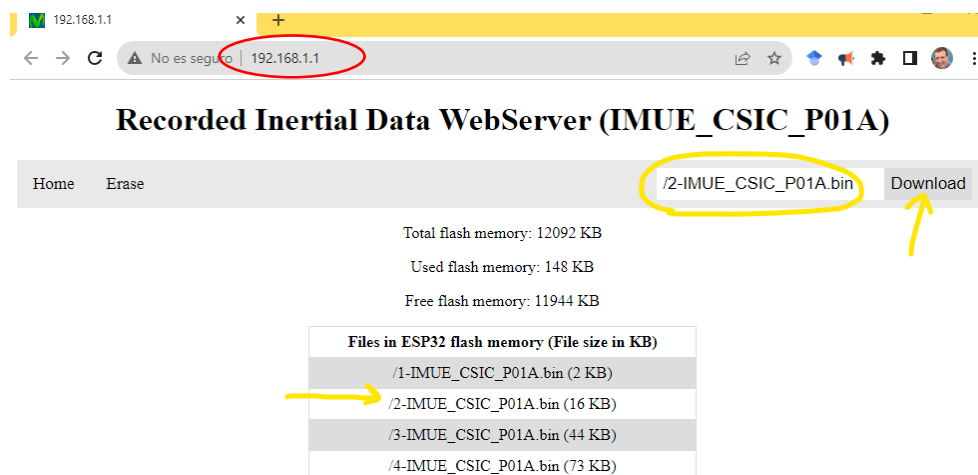 192.168.1.1
No es seguro | 192.168.1.1
Recorded Inertial Data WebServer (IMUE_CSIC_P01A)
Home Erase /2-IMUE_CSIC_P01A.bin Download
Total flash memory: 12092 KB
Used flash memory: 148 KB
Free flash memory: 11944 KB
Files in ESP32 flash memory (File size in KB)
/1-IMUE_CSIC_P01A.bin (2 KB)
/2-IMUE_CSIC_P01A.bin (16 KB)
/3-IMUE_CSIC_P01A.bin (44 KB)
/4-IMUE_CSIC_P01A.bin (73 KB)